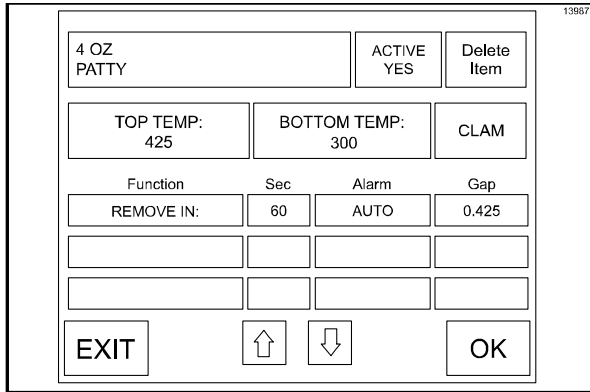 13987
4 OZ
PATTY
ACTIVE
YES
Delete
Item
TOP TEMP:
425
BOTTOM TEMP:
300
CLAM
Function Sec Alarm Gap
REMOVE IN: 60 AUTO 0.425
EXIT
OK